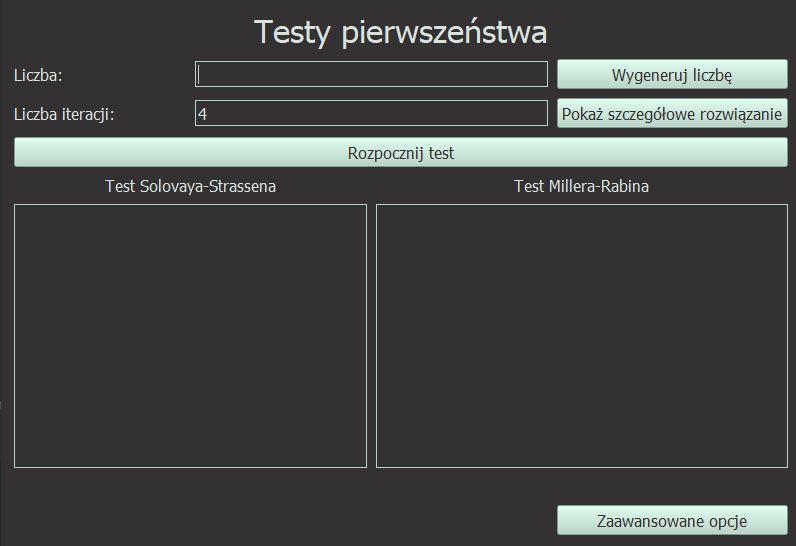 Testy pierwszeństwa
Liczba:
Wygeneruj liczbę
Liczba iteracji:
4
Pokaż szczegółowe rozwiązanie
Rozpocznij test
Test Solovaya-Strassena
Test Millera-Rabina
Zaawansowane opcje